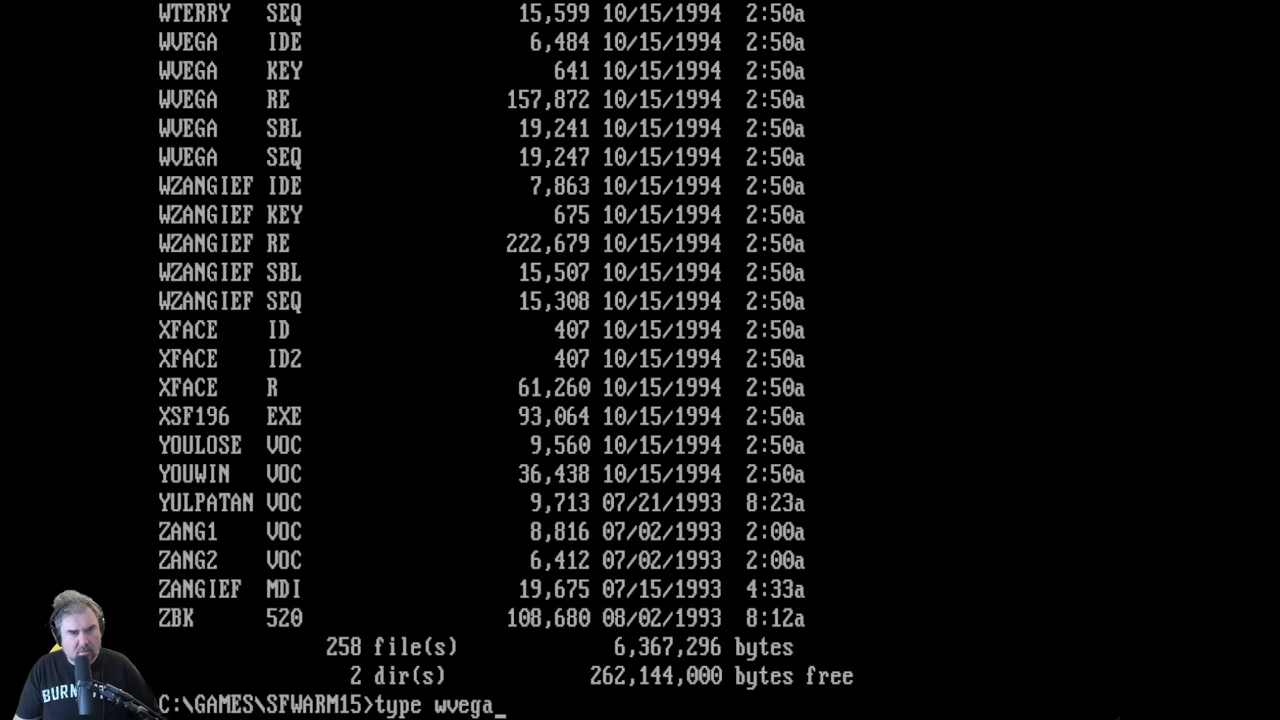 WTERRY SEQ 15,599 10/15/1994 2:50a
WVEGA IDE 6,484 10/15/1994 2:50a
WVEGA KEY 641 10/15/1994 2:50a
WVEGA RE 157,872 10/15/1994 2:50a
WVEGA SBL 19,241 10/15/1994 2:50a
WVEGA SEQ 19,247 10/15/1994 2:50a
WZANGIEF IDE 7,863 10/15/1994 2:50a
WZANGIEF KEY 675 10/15/1994 2:50a
WZANGIEF RE 222,679 10/15/1994 2:50a
WZANGIEF SBL 15,507 10/15/1994 2:50a
WZANGIEF SEQ 15,308 10/15/1994 2:50a
XFACE ID 407 10/15/1994 2:50a
XFACE ID2 407 10/15/1994 2:50a
XFACE R 61,260 10/15/1994 2:50a
XSF196 EXE 93,064 10/15/1994 2:50a
YOULOSE VOC 9,560 10/15/1994 2:50a
YOUWIN VOC 36,438 10/15/1994 2:50a
YULPATAN VOC 9,713 07/21/1993 8:23a
ZANG1 VOC 8,816 07/02/1993 2:00a
ZANG2 VOC 6,412 07/02/1993 2:00a
ZANGIEF MDI 19,675 07/15/1993 4:33a
ZBK 520 108,680 08/02/1993 8:12a
258 file(s) 6,367,296 bytes
2 dir(s) 262,144,000 bytes free
C:\GAMES\SFWARM15>type wvega_